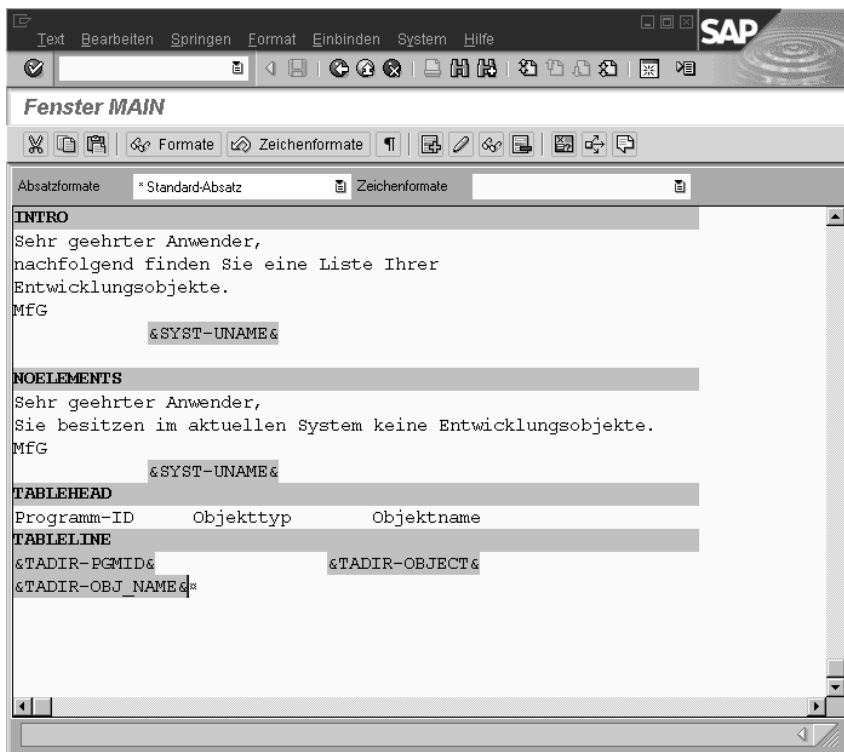 Text Bearbeiten Springen Format Einbinden System Hilfe
SAP
Fenster MAIN
Formate Zeichenformate ¶
Absatzformate * Standard-Absatz Zeichenformate
INTRO
Sehr geehrter Anwender,
nachfolgend finden Sie eine Liste Ihrer
Entwicklungsobjekte.
MfG
&SYST-UNAME&
NOELEMENTS
Sehr geehrter Anwender,
Sie besitzen im aktuellen System keine Entwicklungsobjekte.
MfG
&SYST-UNAME&
TABLEHEAD
Programm-ID Objekttyp Objektname
TABLELINE
&TADIR-PGMID& &TADIR-OBJECT&
&TADIR-OBJ_NAME&¤